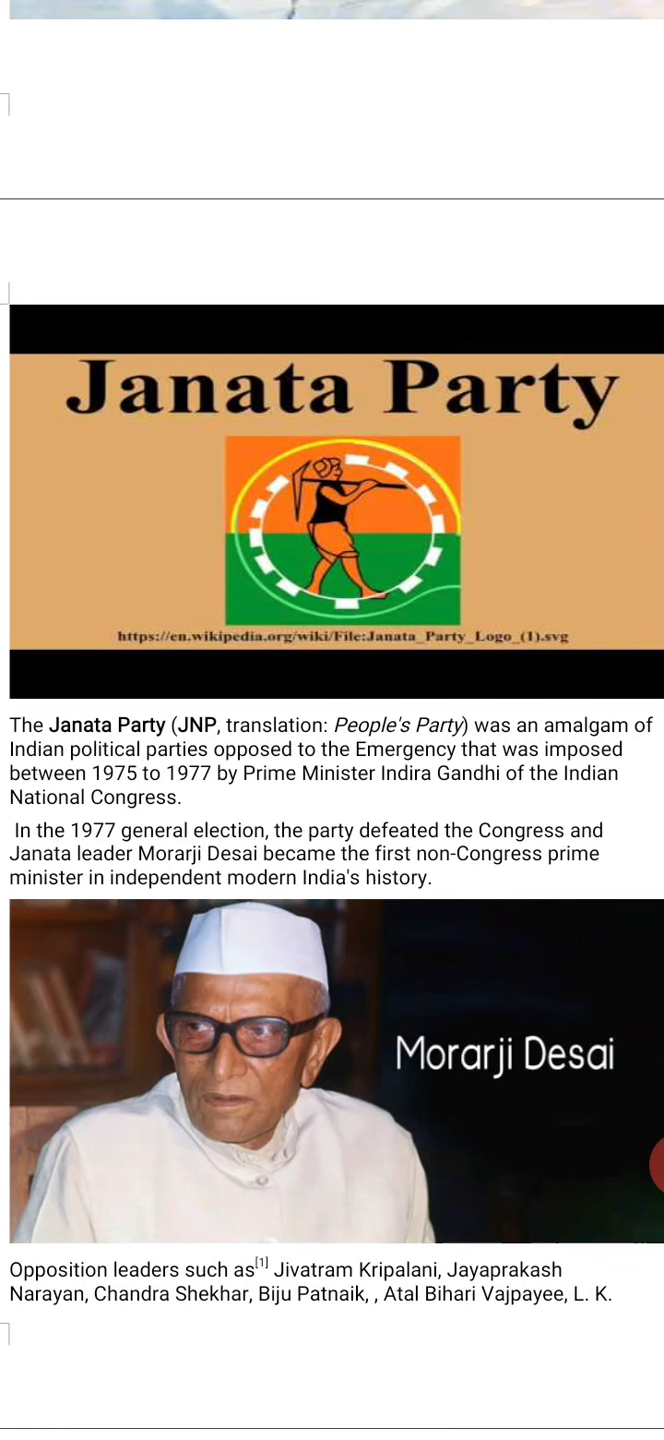 Janata Party
https://en.wikipedia.org/wiki/File:Janata_Party_Logo_(1).svg
The Janata Party (JNP, translation: People's Party) was an amalgam of
Indian political parties opposed to the Emergency that was imposed
between 1975 to 1977 by Prime Minister Indira Gandhi of the Indian
National Congress.
In the 1977 general election, the party defeated the Congress and
Janata leader Morarji Desai became the first non-Congress prime
minister in independent modern India's history.
Morarji Desai
Opposition leaders such as[1] Jivatram Kripalani, Jayaprakash
Narayan, Chandra Shekhar, Biju Patnaik, , Atal Bihari Vajpayee, L. K.